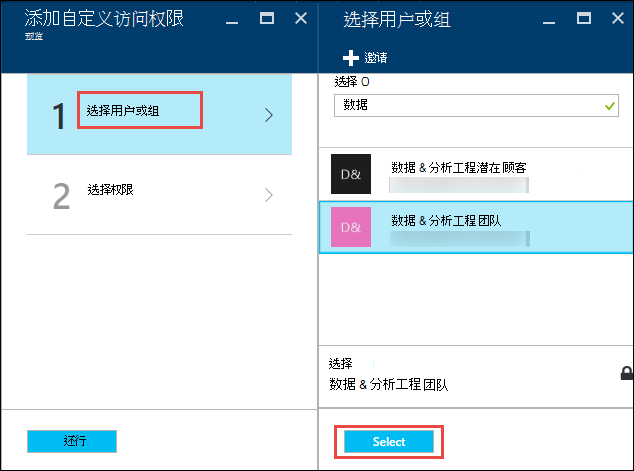 添加自定义访问权限
预览
1 选择用户或组
2 选择权限
还行
选择用户或组
邀请
选择 O
数据
D& 数据 & 分析工程潜在顾客
D& 数据 & 分析工程团队
选择
数据 & 分析工程团队
Select